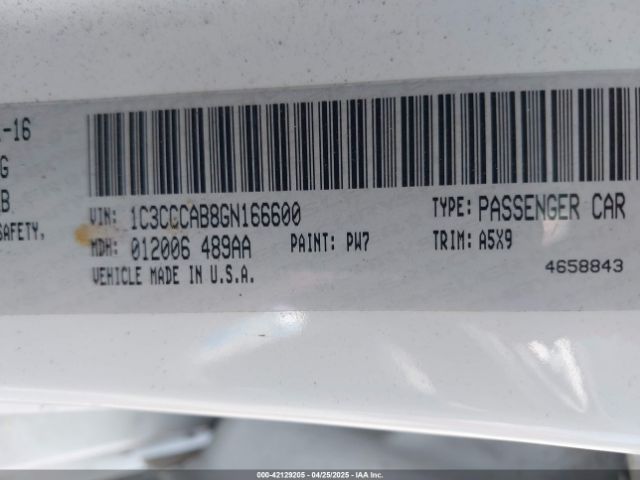 -16
G
B
SAFETY,
VIN: 1C3CCCAB8GN166600
TYPE: PASSENGER CAR
MDH: 012006 489AA
PAINT: PW7
TRIM: A5X9
VEHICLE MADE IN U.S.A.
4658843
000-42129205 - 04/25/2025 - IAA Inc.